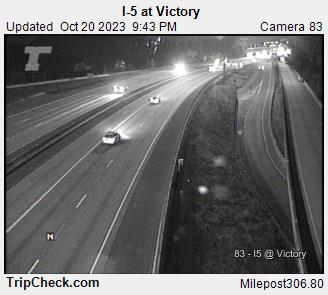 I-5 at Victory
Updated Oct 20 2023 9:43 PM Camera 83
T
N
83 - I5 @ Victory
TripCheck.com Milepost306.80